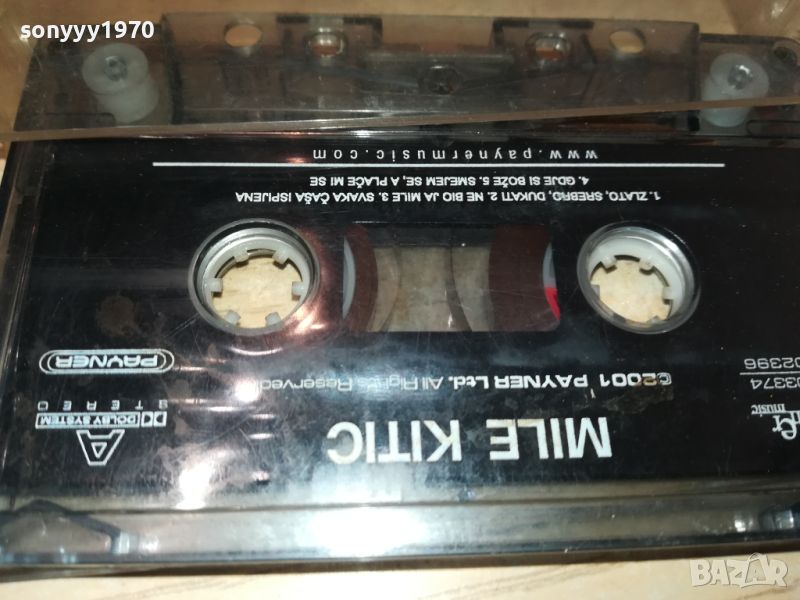 sonyyy1970
MILE KITIC
A
DOLBY SYSTEM
STEREO
music
©2001 PAYNER Ltd. All Rights Reserved
PAYNER
1. ZLATO, SREBRO, DUKATI 2. NE BIO JA MILE 3. SVAKA ČAŠA ISPIJENA
4. GDJE SI BOŽE 5. SMEJEM SE, A PLAČE MI SE
www.paynermusic.com
BAZAR